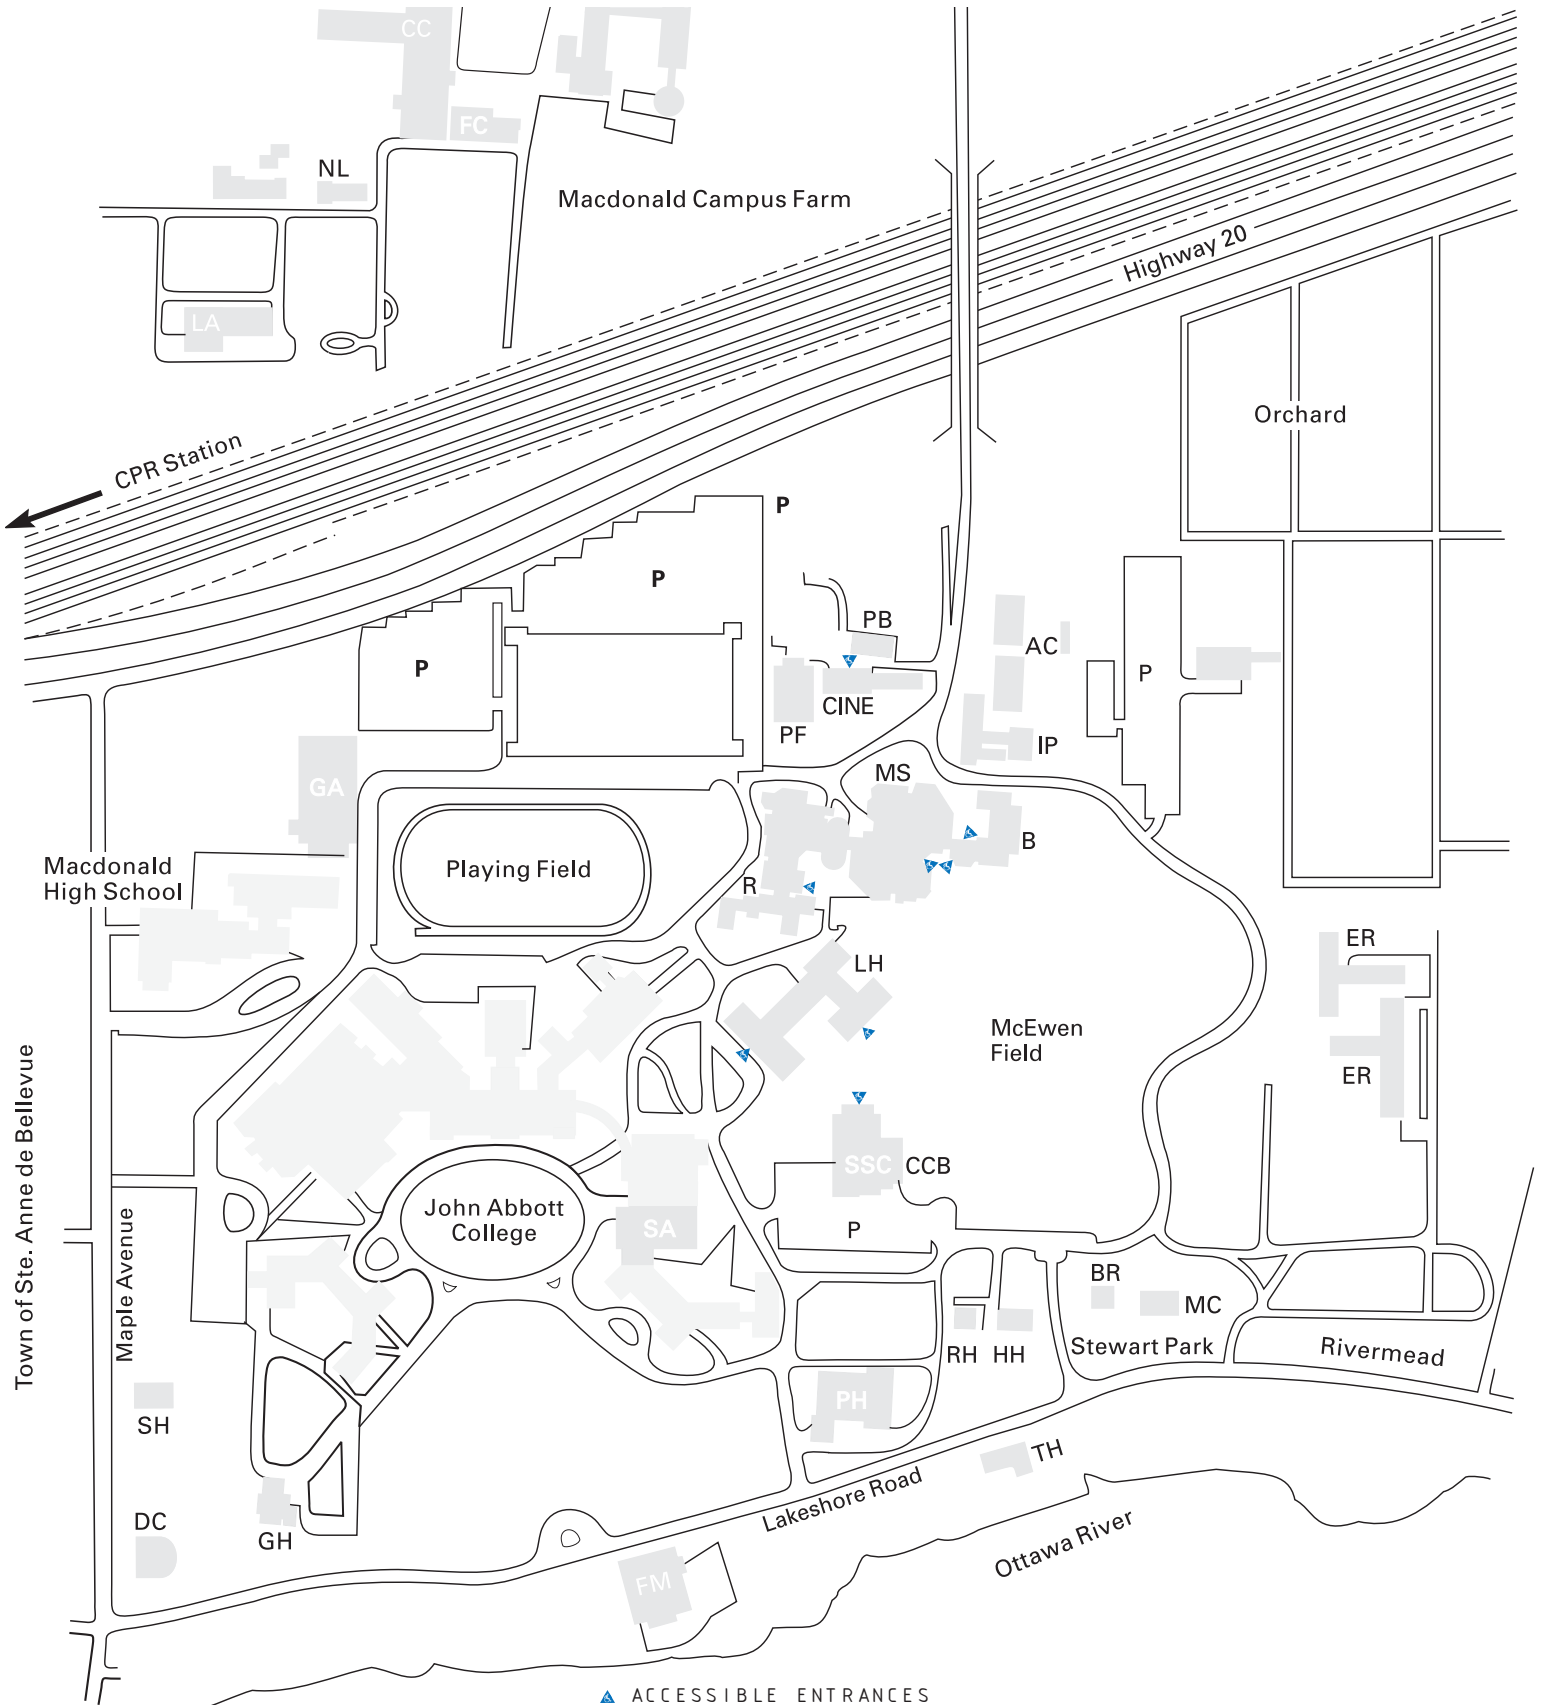 CC
FC
NL
Macdonald Campus Farm
Highway 20
LA
Orchard
CPR Station
P
P
PB
AC
P
P
CINE
PF
IP
MS
GA
B
Macdonald
High School
Playing Field
R
ER
LH
McEwen
Field
ER
Town of Ste. Anne de Bellevue
SSC
CCB
John Abbott
College
SA
P
Maple Avenue
BR
MC
Stewart Park
Rivermead
RH
HH
PH
SH
TH
Lakeshore Road
DC
GH
Ottawa River
FM
ACCESSIBLE ENTRANCES